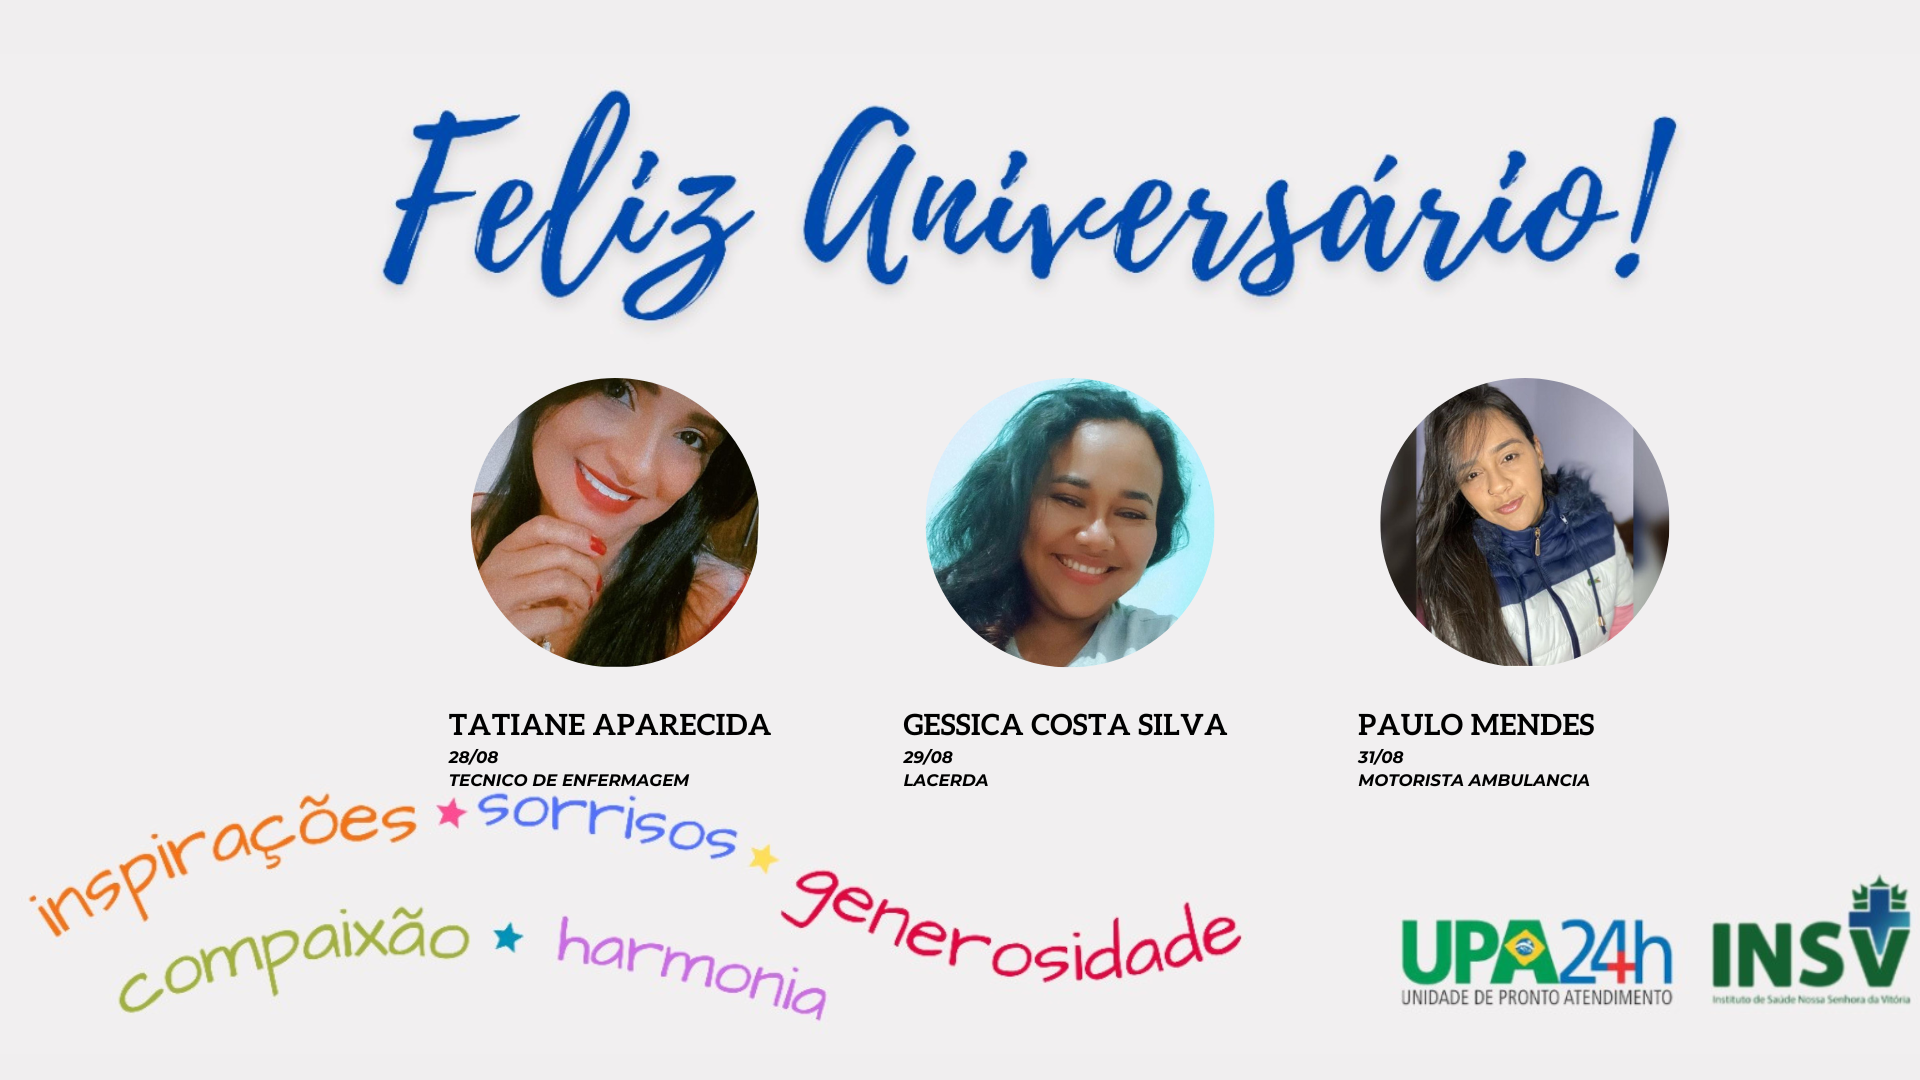 Feliz Aniversário!
TATIANE APARECIDA
28/08
TECNICO DE ENFERMAGEM
GESSICA COSTA SILVA
29/08
LACERDA
PAULO MENDES
31/08
MOTORISTA AMBULANCIA
inspirações sorrisos generosidade
compaixão harmonia
UPA 24h
UNIDADE DE PRONTO ATENDIMENTO
INSV
Instituto de Saúde Nossa Senhora da Vitória